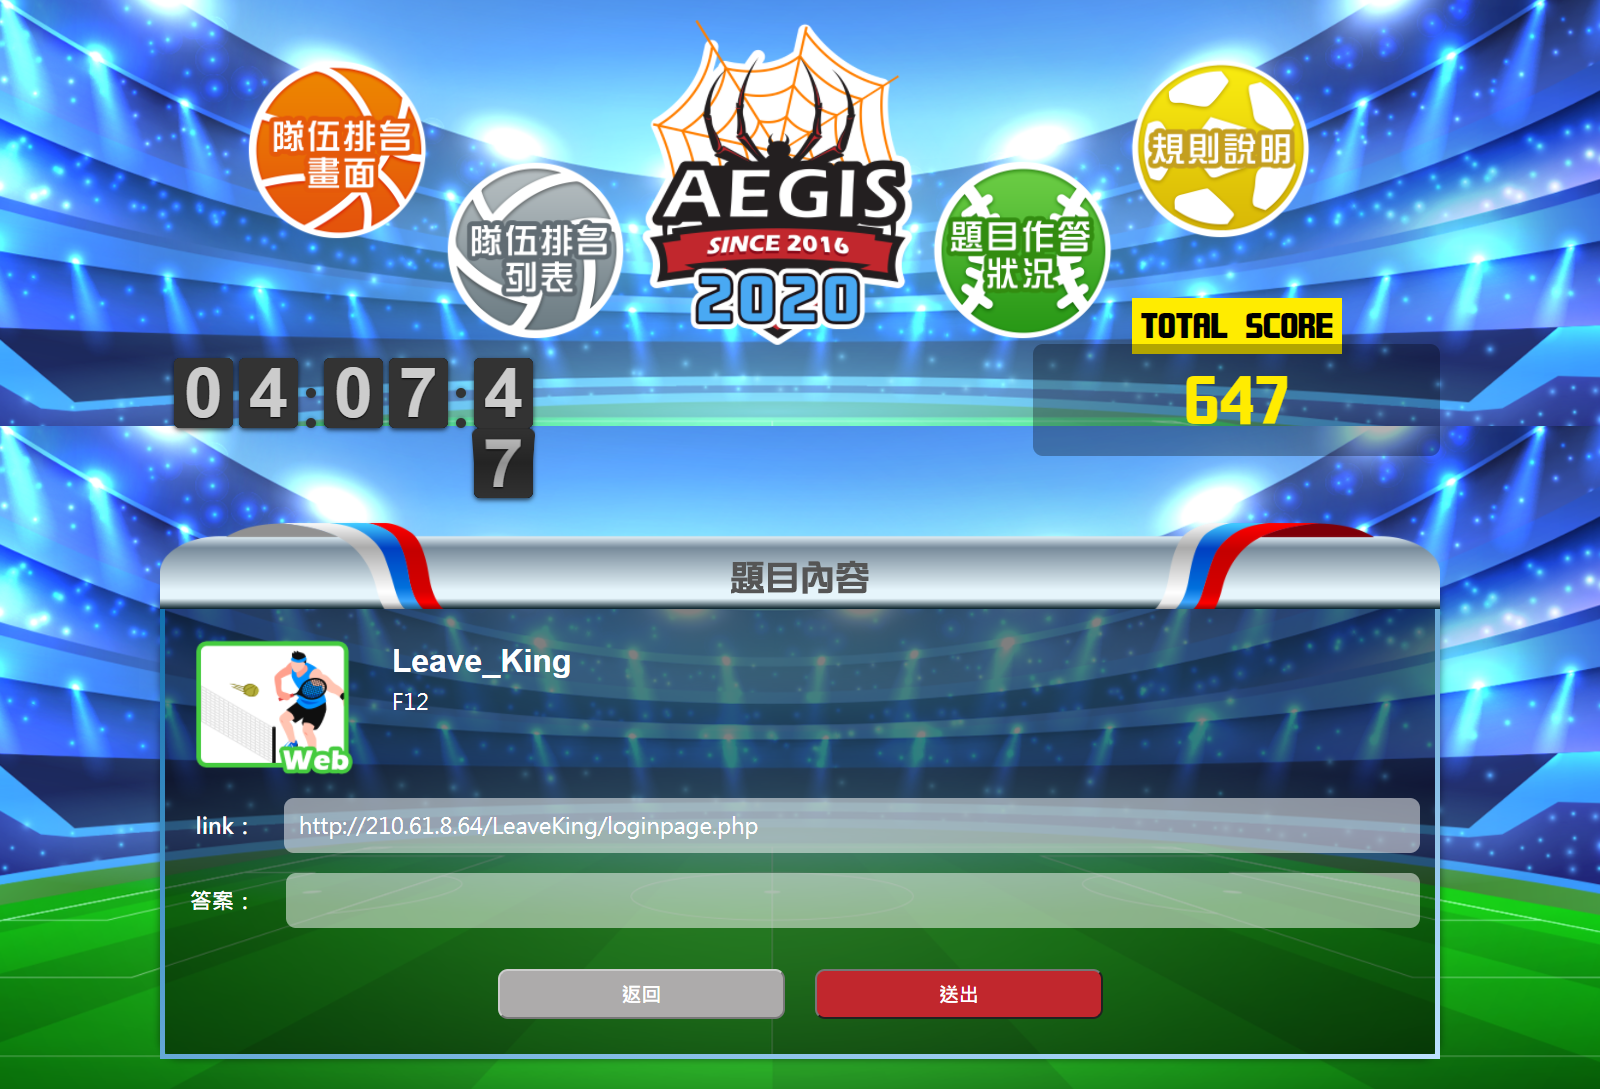 隊伍排名
畫面
隊伍排名
列表
AEGIS
SINCE 2016
2020
題目作答
狀況
規則說明
TOTAL SCORE
647
04:07:4
7
題目內容
Leave_King
F12
Web
link：
http://210.61.8.64/LeaveKing/loginpage.php
答案：
返回
送出